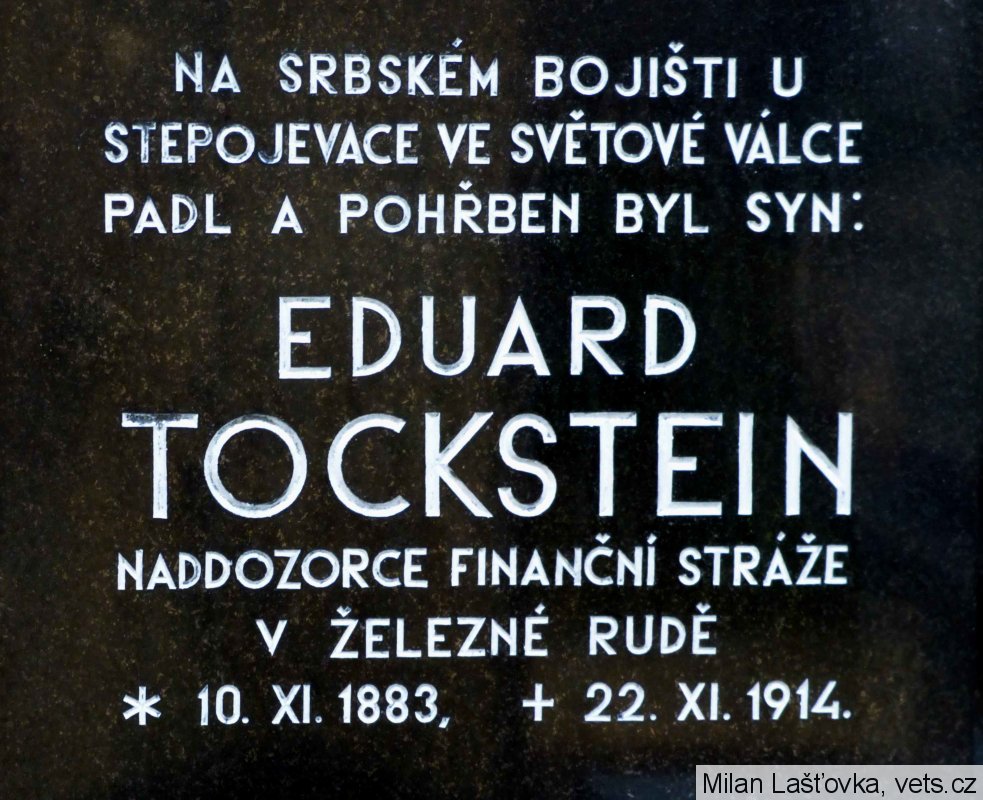 NA SRBSKÉM BOJIŠTI U
STEPOJEVACE VE SVĚTOVÉ VÁLCE
PADL A POHŘBEN BYL SYN:
EDUARD
TOCKSTEIN
NADDOZORCE FINANČNÍ STRÁŽE
V ŽELEZNÉ RUDĚ
* 10. XI. 1883, + 22. XI. 1914.
Milan Lašťovka, vets.cz